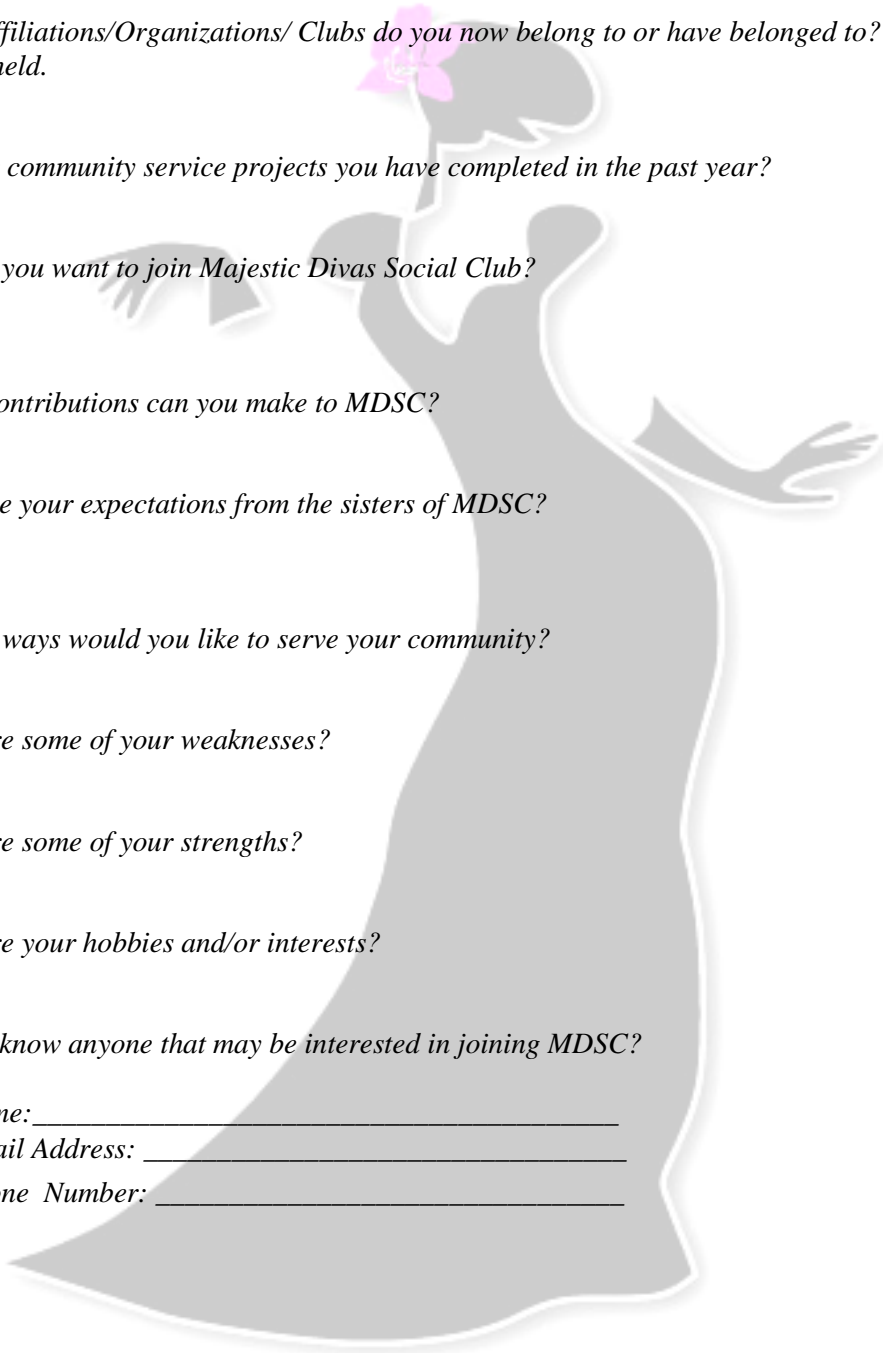 ffiliations/Organizations/ Clubs do you now belong to or have belonged to?
held.
community service projects you have completed in the past year?
you want to join Majestic Divas Social Club?
ontributions can you make to MDSC?
e your expectations from the sisters of MDSC?
ways would you like to serve your community?
re some of your weaknesses?
re some of your strengths?
re your hobbies and/or interests?
know anyone that may be interested in joining MDSC?
me:________________________________________
ail Address: _________________________________
one Number: ________________________________